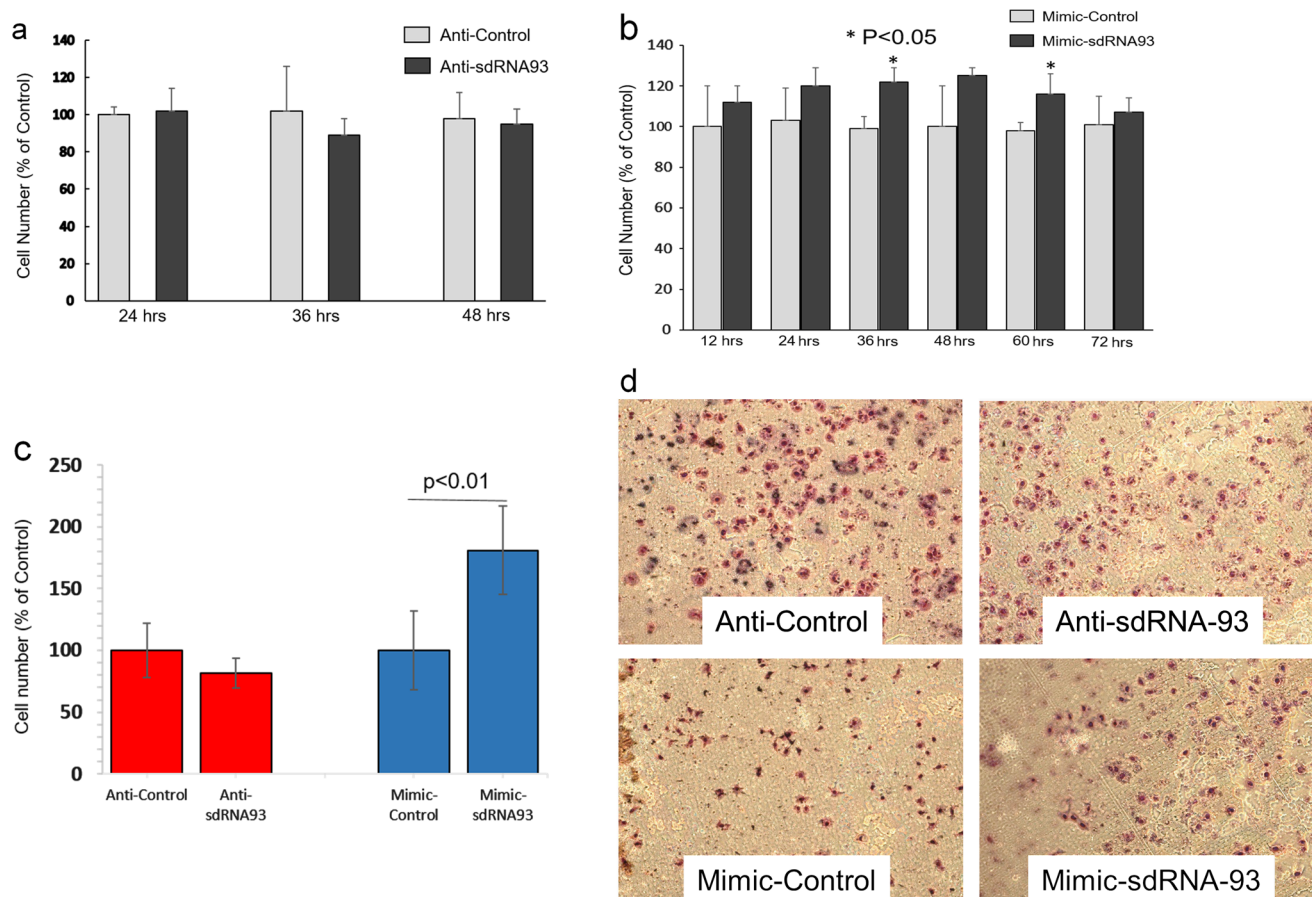 a
Anti-Control
Anti-sdRNA93
Cell Number (% of Control)
140
120
100
80
60
40
20
0
24 hrs
36 hrs
48 hrs
b
Mimic-Control
Mimic-sdRNA93
* P<0.05
*
*
Cell Number (% of Control)
140
120
100
80
60
40
20
0
12 hrs
24 hrs
36 hrs
48 hrs
60 hrs
72 hrs
c
Cell number (% of Control)
250
200
150
100
50
0
p<0.01
Anti-Control
Anti-
sdRNA93
Mimic-
Control
Mimic-
sdRNA93
d
Anti-Control
Anti-sdRNA-93
Mimic-Control
Mimic-sdRNA-93